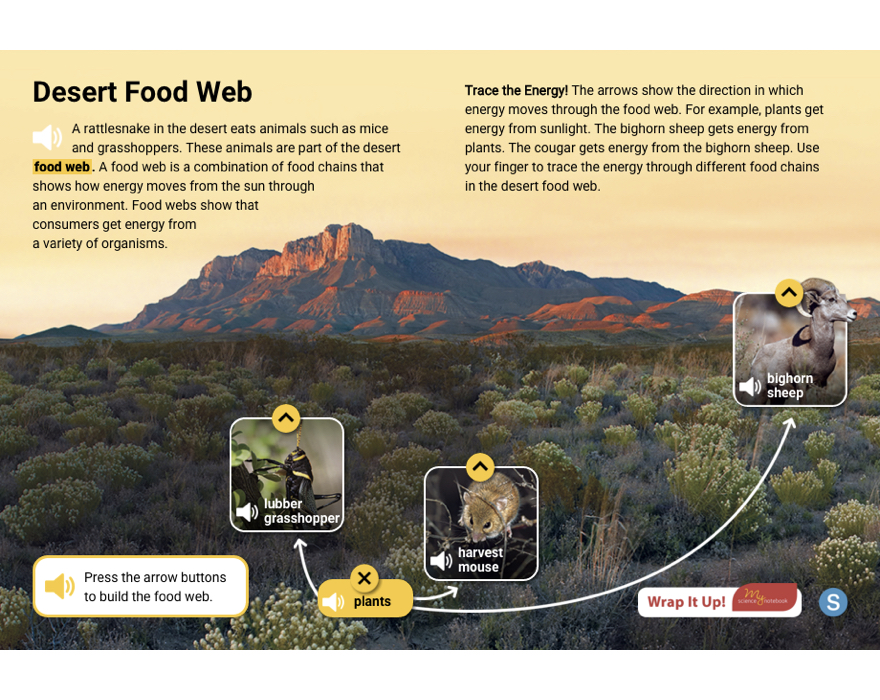 Desert Food Web
A rattlesnake in the desert eats animals such as mice
and grasshoppers. These animals are part of the desert
food web. A food web is a combination of food chains that
shows how energy moves from the sun through
an environment. Food webs show that
consumers get energy from
a variety of organisms.
Trace the Energy! The arrows show the direction in which
energy moves through the food web. For example, plants get
energy from sunlight. The bighorn sheep gets energy from
plants. The cougar gets energy from the bighorn sheep. Use
your finger to trace the energy through different food chains
in the desert food web.
bighorn
sheep
lubber
grasshopper
harvest
mouse
plants
Press the arrow buttons
to build the food web.
Wrap It Up!
My
science notebook
S